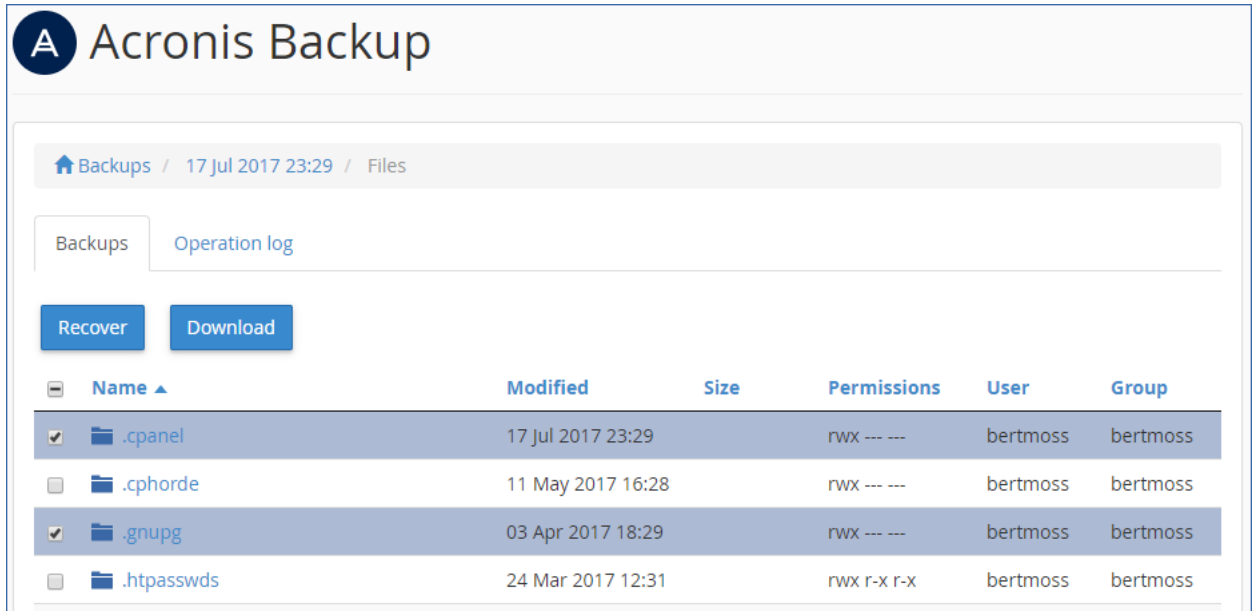 A Acronis Backup
Backups / 17 Jul 2017 23:29 / Files
Backups Operation log
Recover Download
Name Modified Size Permissions User Group
.cpanel 17 Jul 2017 23:29 rwx --- --- bertmoss bertmoss
.cphorde 11 May 2017 16:28 rwx --- --- bertmoss bertmoss
.gnupg 03 Apr 2017 18:29 rwx --- --- bertmoss bertmoss
.htpasswds 24 Mar 2017 12:31 rwx r-x r-x bertmoss bertmoss